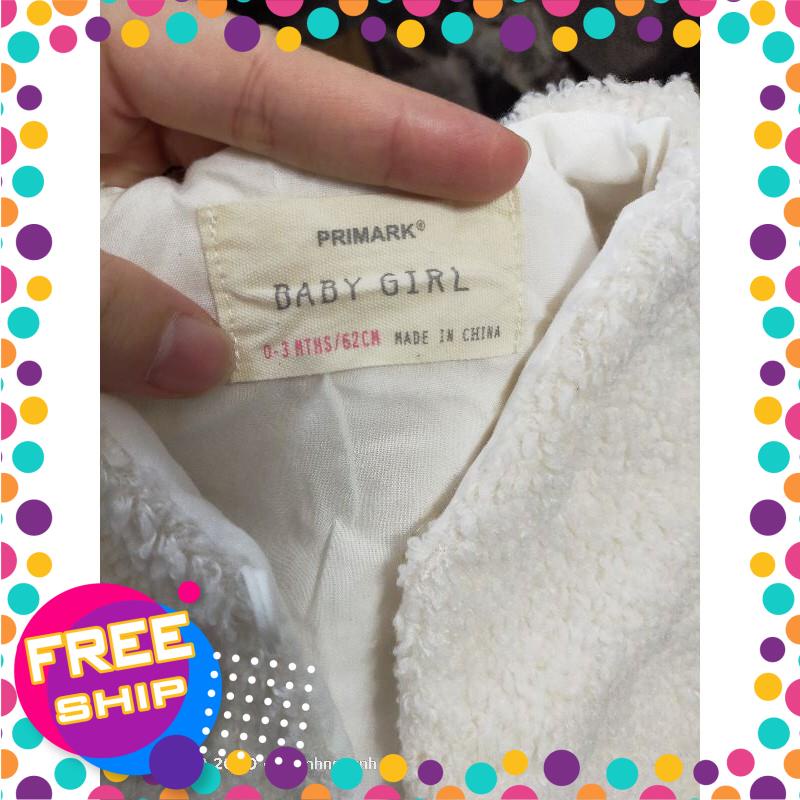 PRIMARK®
BABY GIRL
0-3 MTHS/62CM MADE IN CHINA
FREE
SHIP